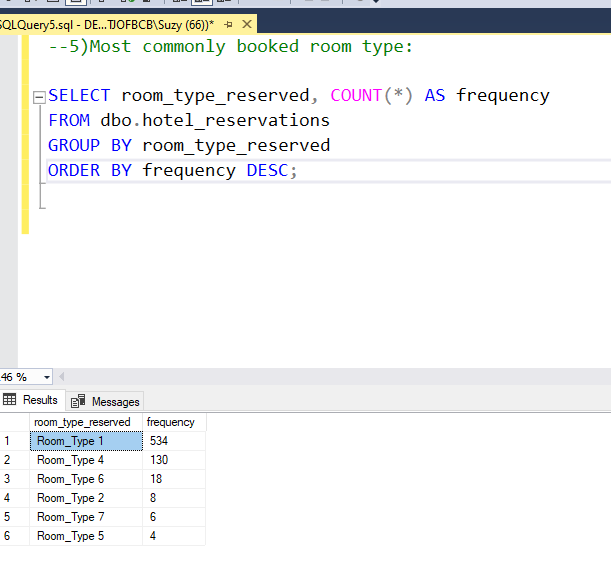 SQLQuery5.sql - DE...TJOFBCB\Suzy (66))*
--5)Most commonly booked room type:
SELECT room_type_reserved, COUNT(*) AS frequency
FROM dbo.hotel_reservations
GROUP BY room_type_reserved
ORDER BY frequency DESC;
46 %
Results Messages
room_type_reserved frequency
1 Room_Type 1 534
2 Room_Type 4 130
3 Room_Type 6 18
4 Room_Type 2 8
5 Room_Type 7 6
6 Room_Type 5 4